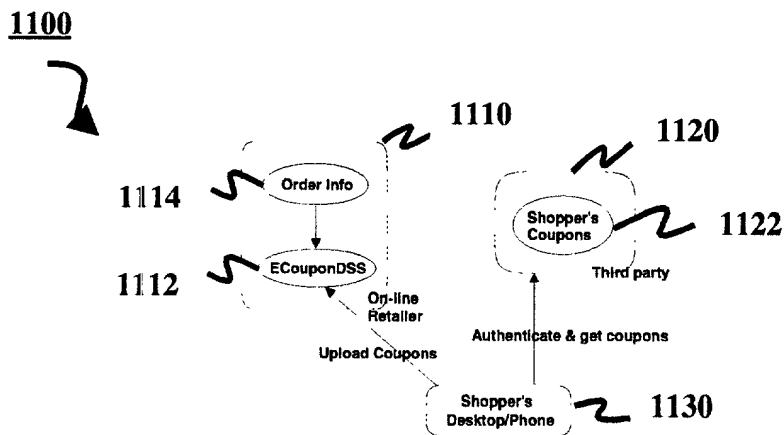 1100
1110
1120
Order Info
1114
Shopper's
Coupons
1122
ECouponDSS
1112
Third party
On-line
Retailer
Authenticate & get coupons
Upload Coupons
Shopper's
Desktop/Phone
1130